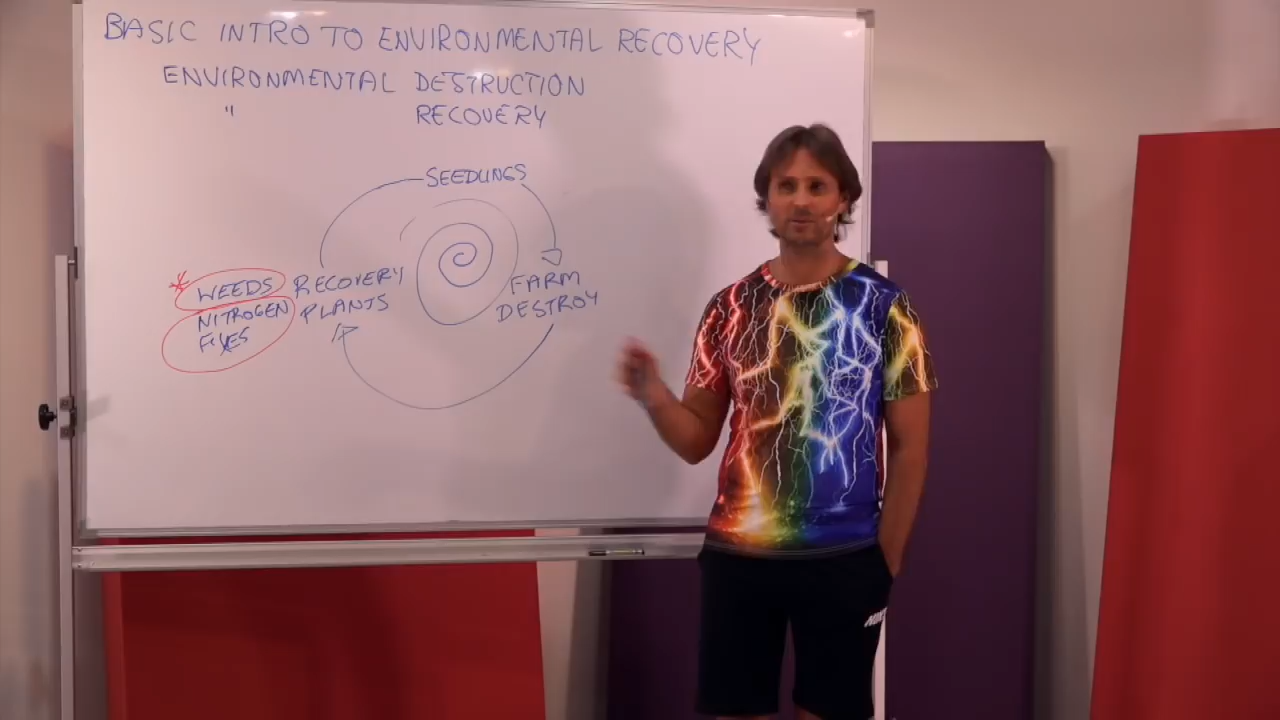 BASIC INTRO TO ENVIRONMENTAL RECOVERY
ENVIRONMENTAL DESTRUCTION
" RECOVERY
SEEDLINGS
* WEEDS
NITROGEN
FIXES
RECOVERY
PLANTS
FARM
DESTROY